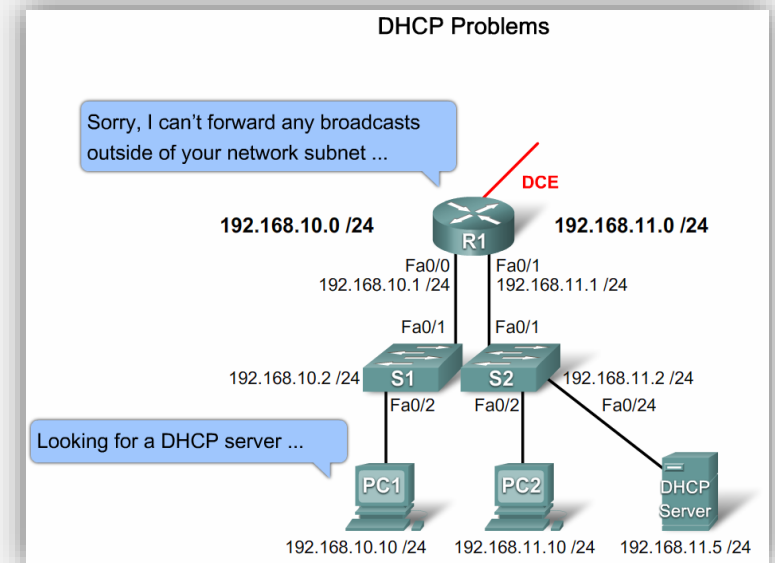 DHCP Problems
Sorry, I can't forward any broadcasts
outside of your network subnet ...
DCE
192.168.10.0 /24
192.168.11.0 /24
R1
Fa0/0
Fa0/1
192.168.10.1 /24
192.168.11.1 /24
Fa0/1
Fa0/1
192.168.10.2 /24
S1
S2
192.168.11.2 /24
Fa0/2
Fa0/2
Fa0/24
Looking for a DHCP server ...
PC1
PC2
DHCP
Server
192.168.10.10 /24
192.168.11.10 /24
192.168.11.5 /24